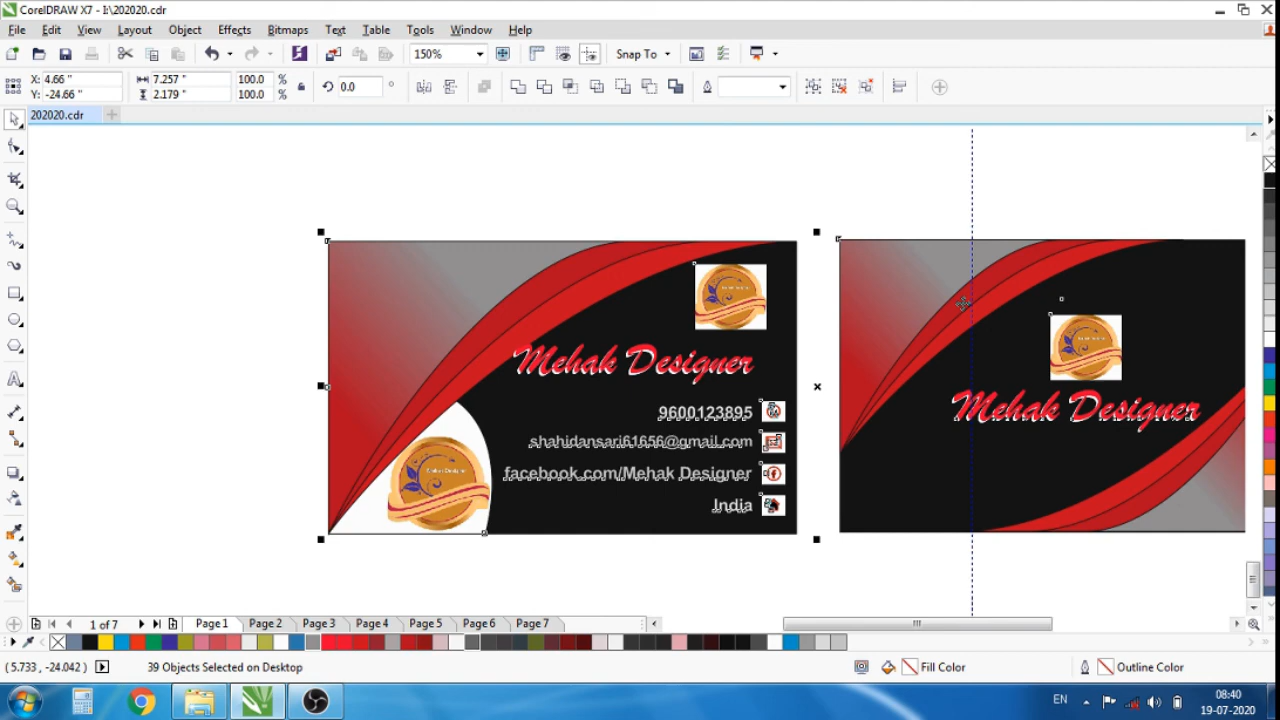 CorelDRAW X7 - I:\202020.cdr
File Edit View Layout Object Effects Bitmaps Text Table Tools Window Help
150% Snap To
X: 4.66 " 7.257 " 100.0 % 0.0 °
Y: -24.66 " 2.179 " 100.0 %
202020.cdr
Mehak Designer
9600123895
shahidansari61656@gmail.com
facebook.com/Mehak Designer
India
Mehak Designer
1 of 7 Page 1 Page 2 Page 3 Page 4 Page 5 Page 6 Page 7
( 5.733, -24.042 ) 39 Objects Selected on Desktop Fill Color Outline Color
EN 08:40
19-07-2020